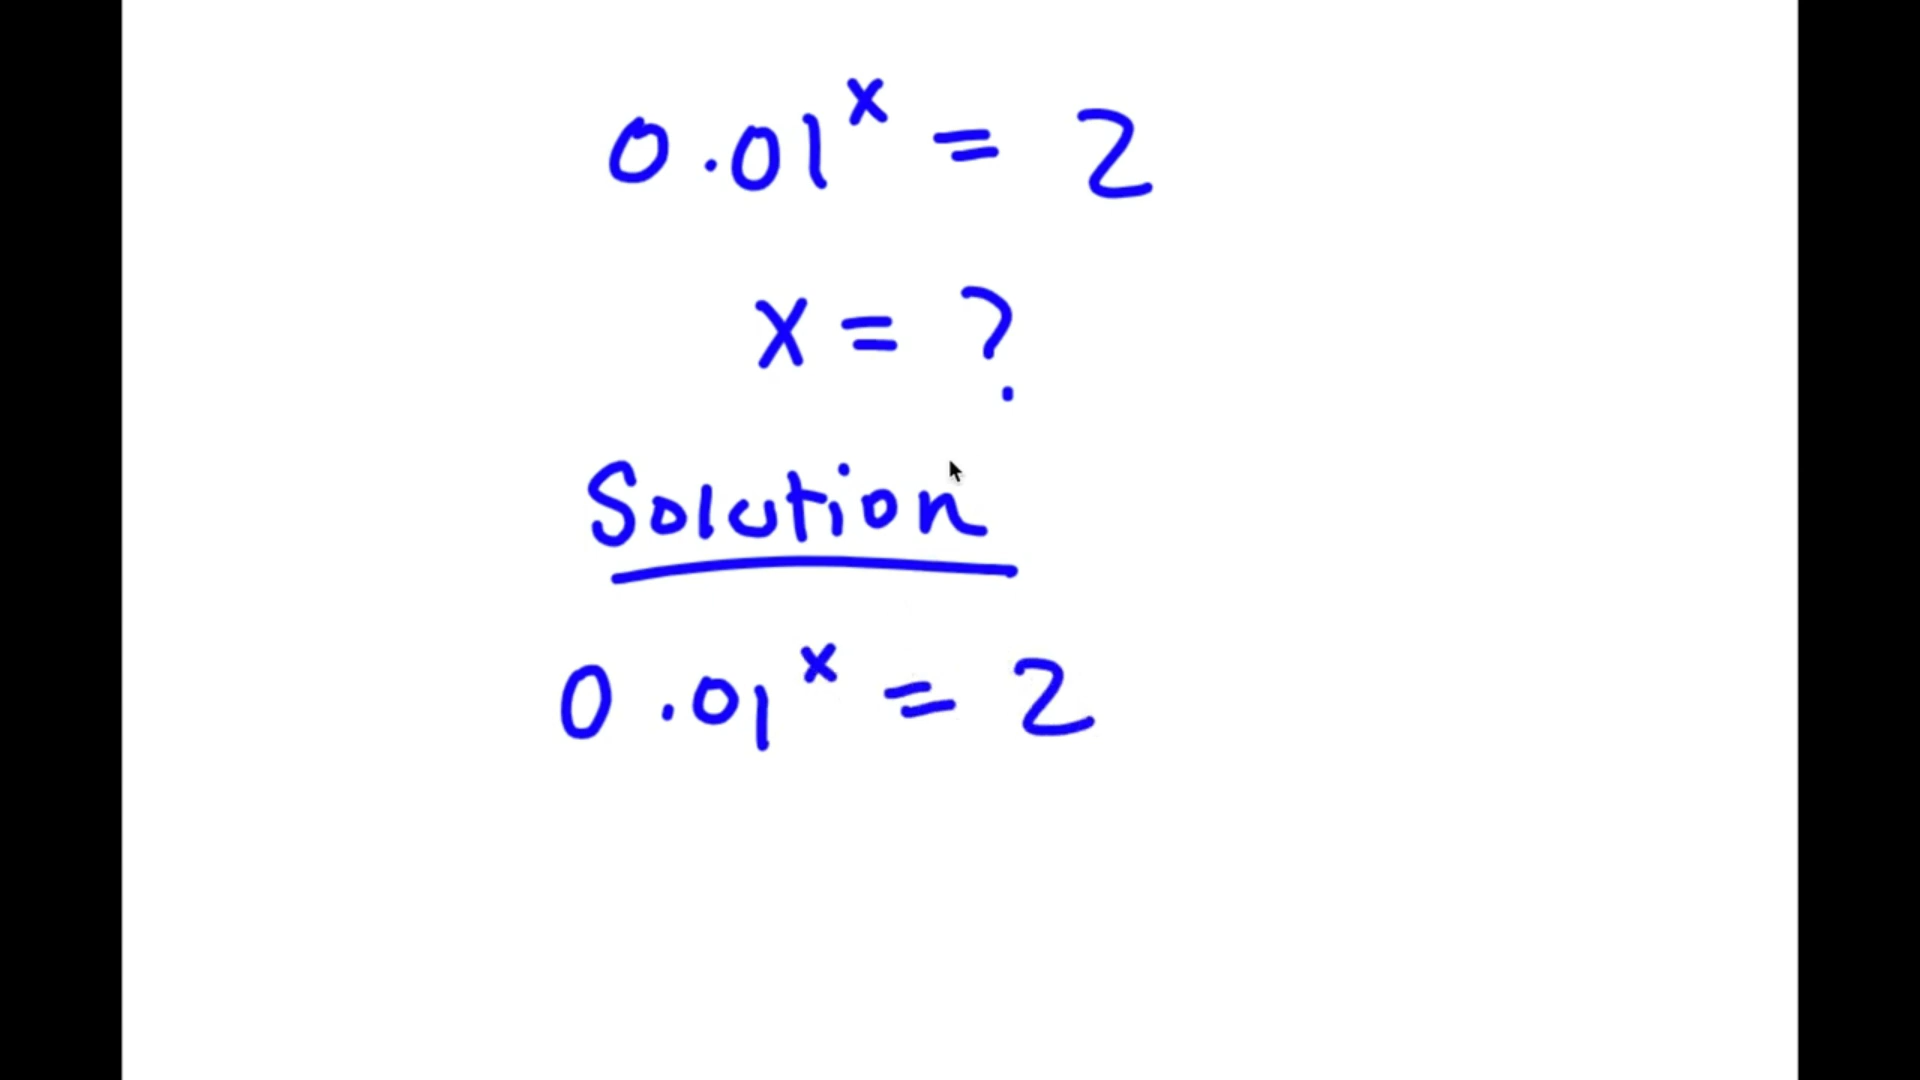 0.01^x = 2
x = ?
Solution
0.01^x = 2